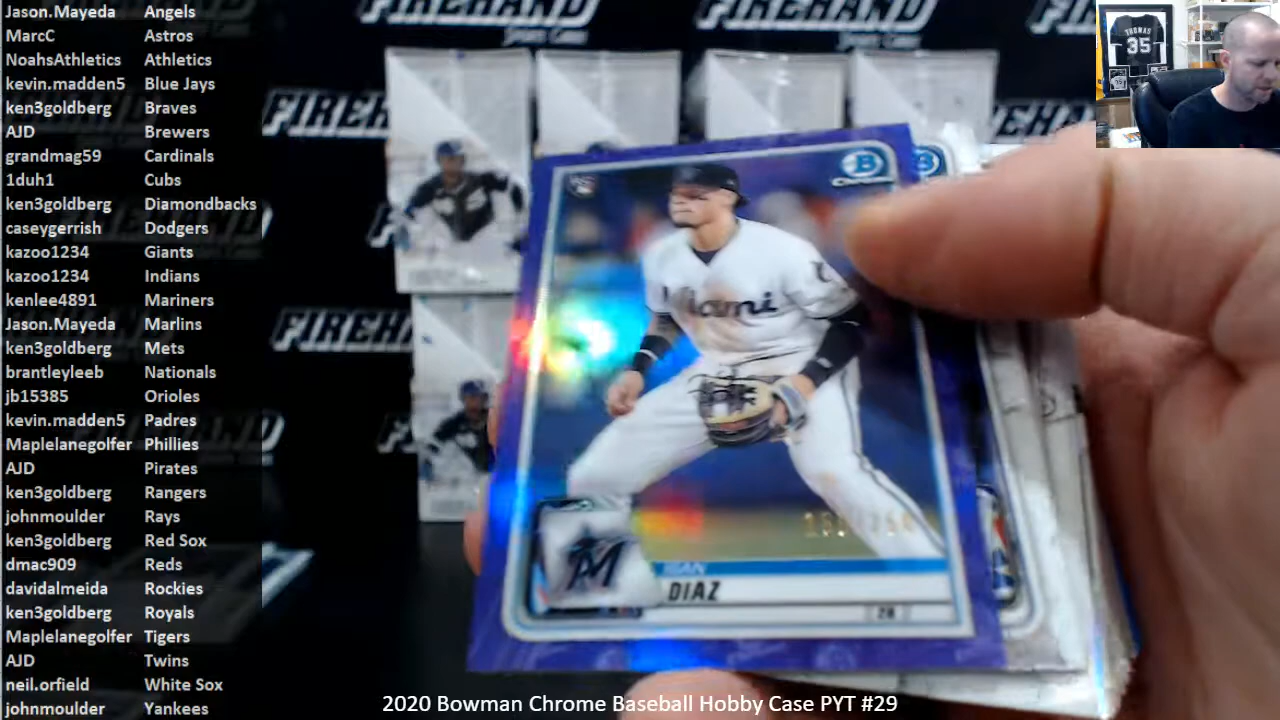 Jason.Mayeda Angels
MarcC Astros
NoahsAthletics Athletics
kevin.madden5 Blue Jays
ken3goldberg Braves
AJD Brewers
grandmag59 Cardinals
1duh1 Cubs
ken3goldberg Diamondbacks
caseygerrish Dodgers
kazoo1234 Giants
kazoo1234 Indians
kenlee4891 Mariners
Jason.Mayeda Marlins
ken3goldberg Mets
brantleyleeb Nationals
jb15385 Orioles
kevin.madden5 Padres
Maplelanegolfer Phillies
AJD Pirates
ken3goldberg Rangers
johnmoulder Rays
ken3goldberg Red Sox
dmac909 Reds
davidalmeida Rockies
ken3goldberg Royals
Maplelanegolfer Tigers
AJD Twins
neil.orfield White Sox
johnmoulder Yankees
THOMAS
35
B
Chrome
RC
Miami
M
ISAN
DIAZ
2B
2020 Bowman Chrome Baseball Hobby Case PYT #29